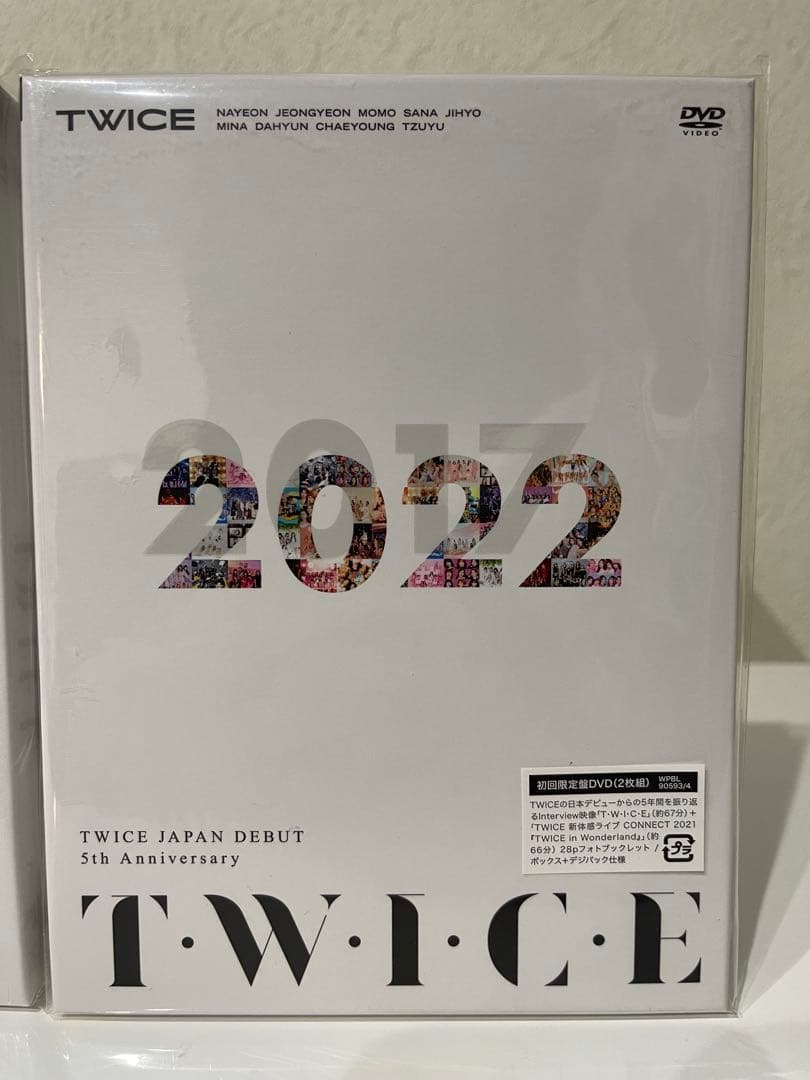 TWICE
NAYEON JEONGYEON MOMO SANA JIHYO
MINA DAHYUN CHAEYOUNG TZUYU
DVD
VIDEO
2017
2022
初回限定盤DVD(2枚組)
WPBL
90593/4
TWICEの日本デビューからの5年間を振り返
るInterview映像「T・W・I・C・E」(約67分)+
「TWICE 新体感ライブ CONNECT 2021
『TWICE in Wonderland』」(約
66分) 28pフォトブックレット /
ボックス+デジパック仕様
プラ
TWICE JAPAN DEBUT
5th Anniversary
T・W・I・C・E